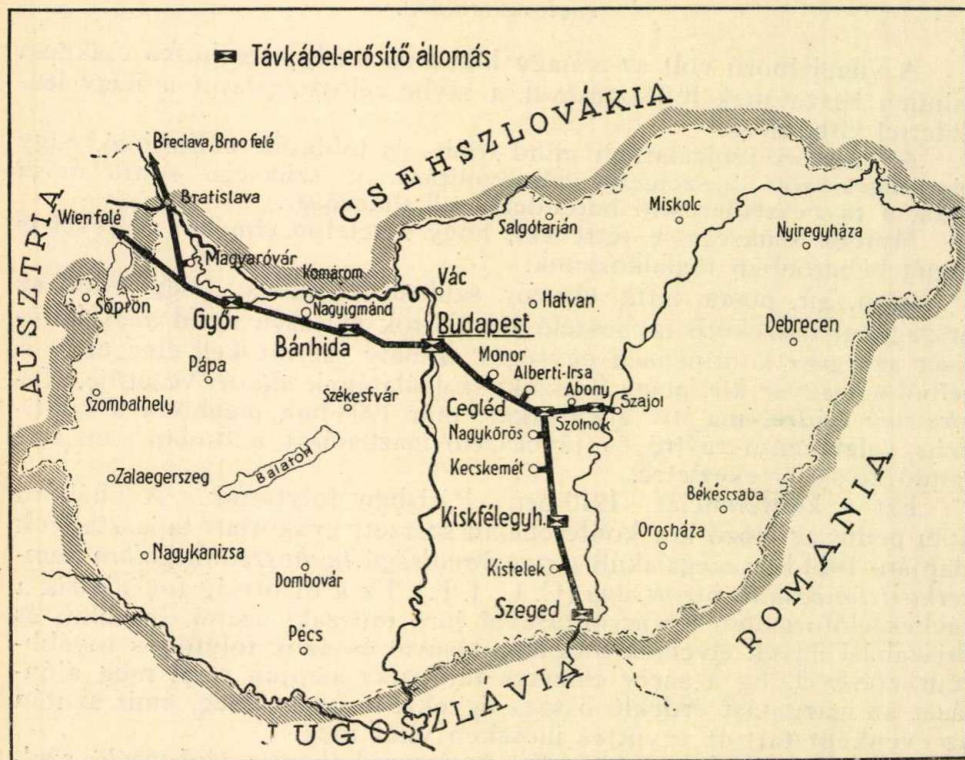 Távkábel-erősítő állomás
CSEHSZLOVÁKIA
Břeclava, Brno felé
Bratislava
Wien felé
AUSZTRIA
Magyaróvár
Sopron
Győr
Komárom
Nagyigmánd
Bánhida
Vác
Budapest
Salgótarján
Miskolc
Nyiregyháza
Hatvan
Debrecen
Pápa
Szombathely
Székesfvár
Monor
Alberti-Irsa
Abony
Cegléd
Szolnok
Szajol
Nagykőrös
Kecskemét
Balaton
Zalaegerszeg
Kiskfélegyh.
Békéscsaba
Orosháza
ROMÁNIA
Nagykanizsa
Dombovár
Kistelek
Szeged
Pécs
UGO
ZLAVIA